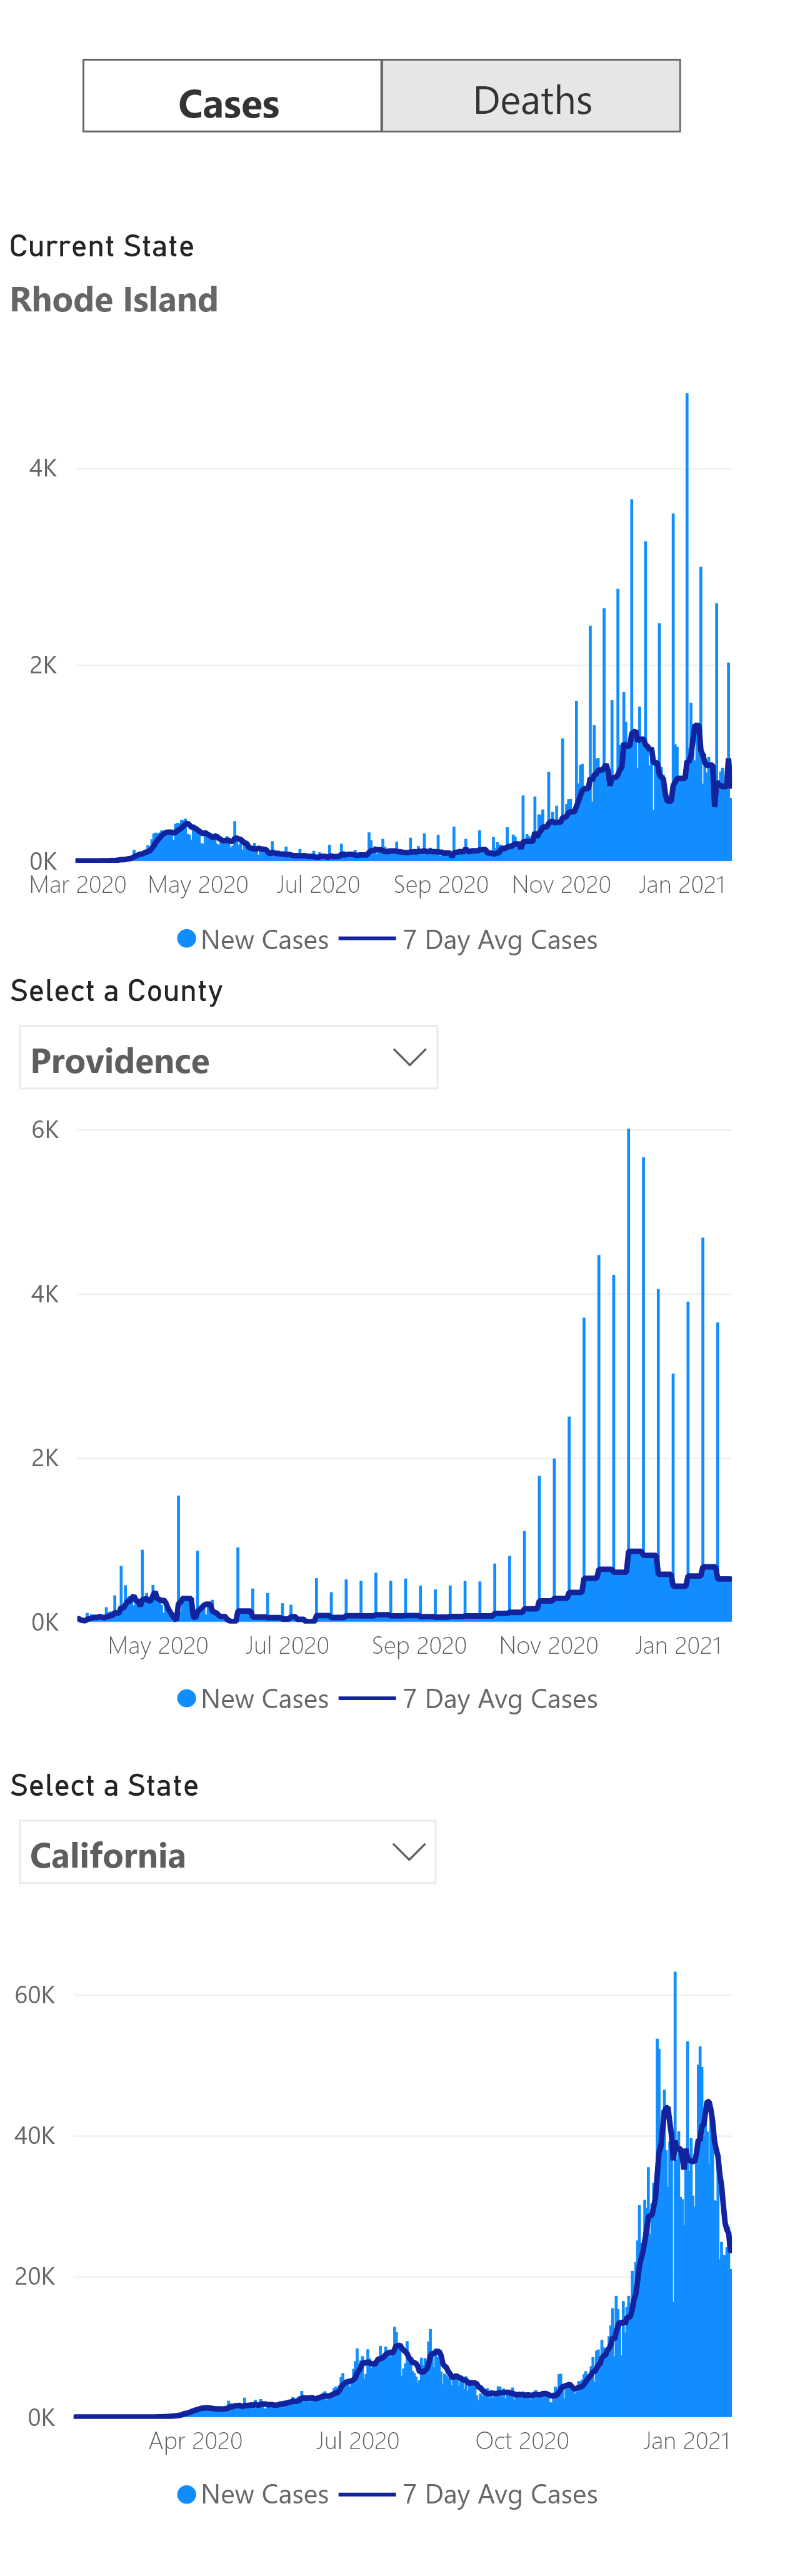 Cases Deaths
Current State
Rhode Island
4K
2K
0K
Mar 2020 May 2020 Jul 2020 Sep 2020 Nov 2020 Jan 2021
New Cases 7 Day Avg Cases
Select a County
Providence
6K
4K
2K
0K
May 2020 Jul 2020 Sep 2020 Nov 2020 Jan 2021
New Cases 7 Day Avg Cases
Select a State
California
60K
40K
20K
0K
Apr 2020 Jul 2020 Oct 2020 Jan 2021
New Cases 7 Day Avg Cases